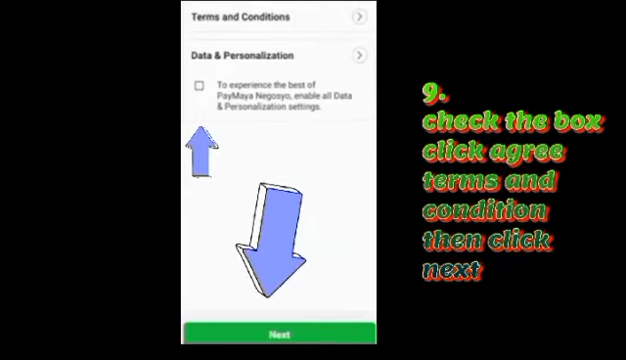 Terms and Conditions
Data & Personalization
To experience the best of
PayMaya Negosyo, enable all Data
& Personalization settings.
Next
9.
check the box
click agree
terms and
condition
then click
next